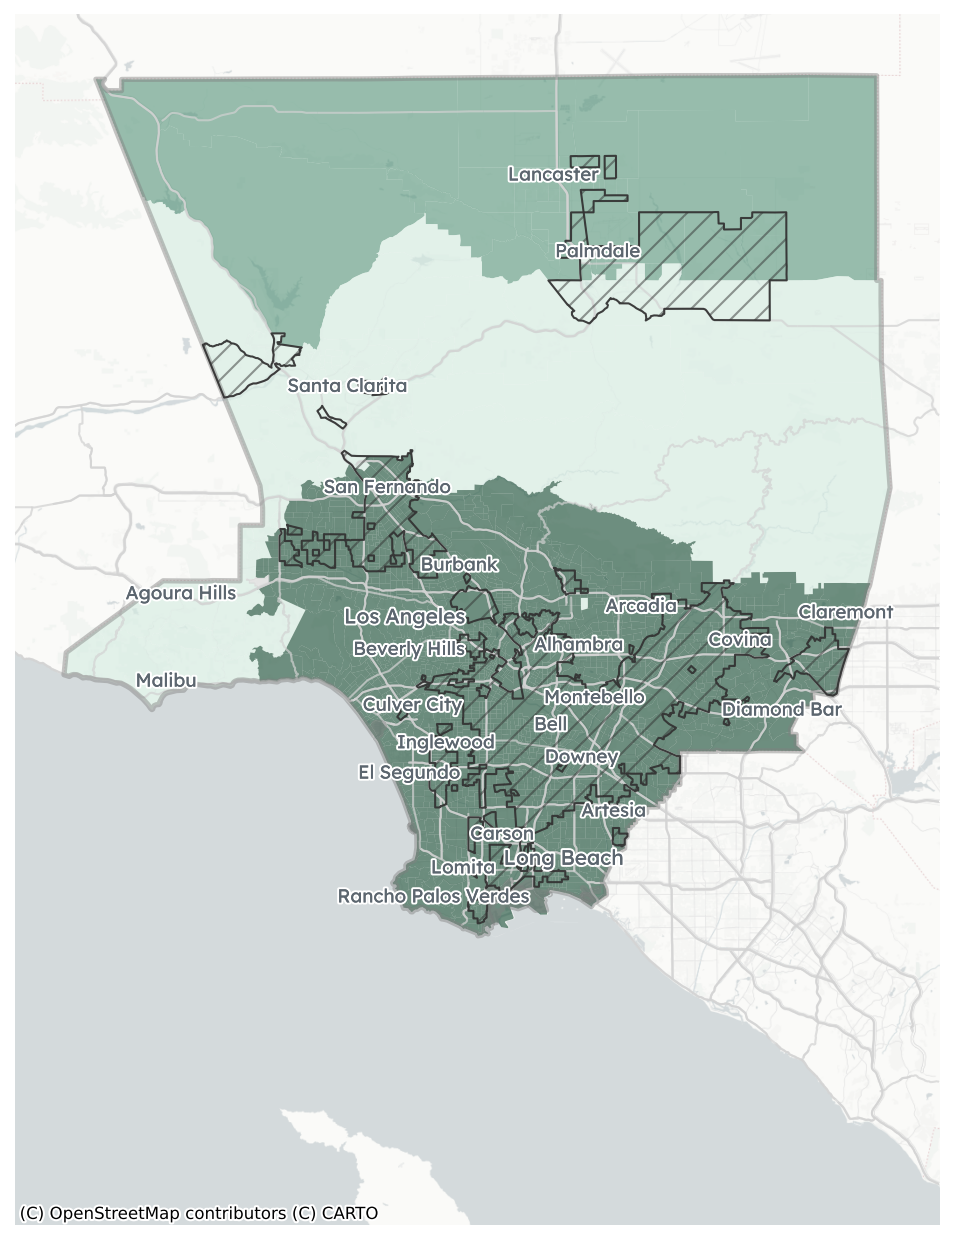 Lancaster
Palmdale
Santa Clarita
San Fernando
Burbank
Agoura Hills
Los Angeles
Arcadia
Claremont
Beverly Hills
Alhambra
Covina
Malibu
Culver City
Montebello
Diamond Bar
Bell
Inglewood
Downey
El Segundo
Artesia
Carson
Long Beach
Lomita
Rancho Palos Verdes
(C) OpenStreetMap contributors (C) CARTO